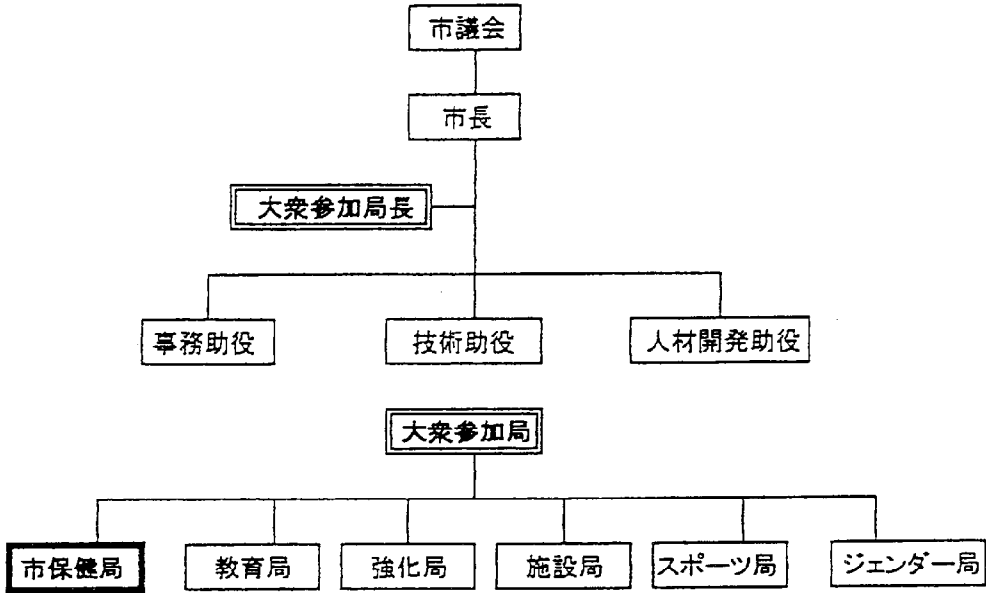 市議会
市長
大衆参加局長
事務助役 技術助役 人材開発助役
大衆参加局
市保健局 教育局 強化局 施設局 スポーツ局 ジェンダー局